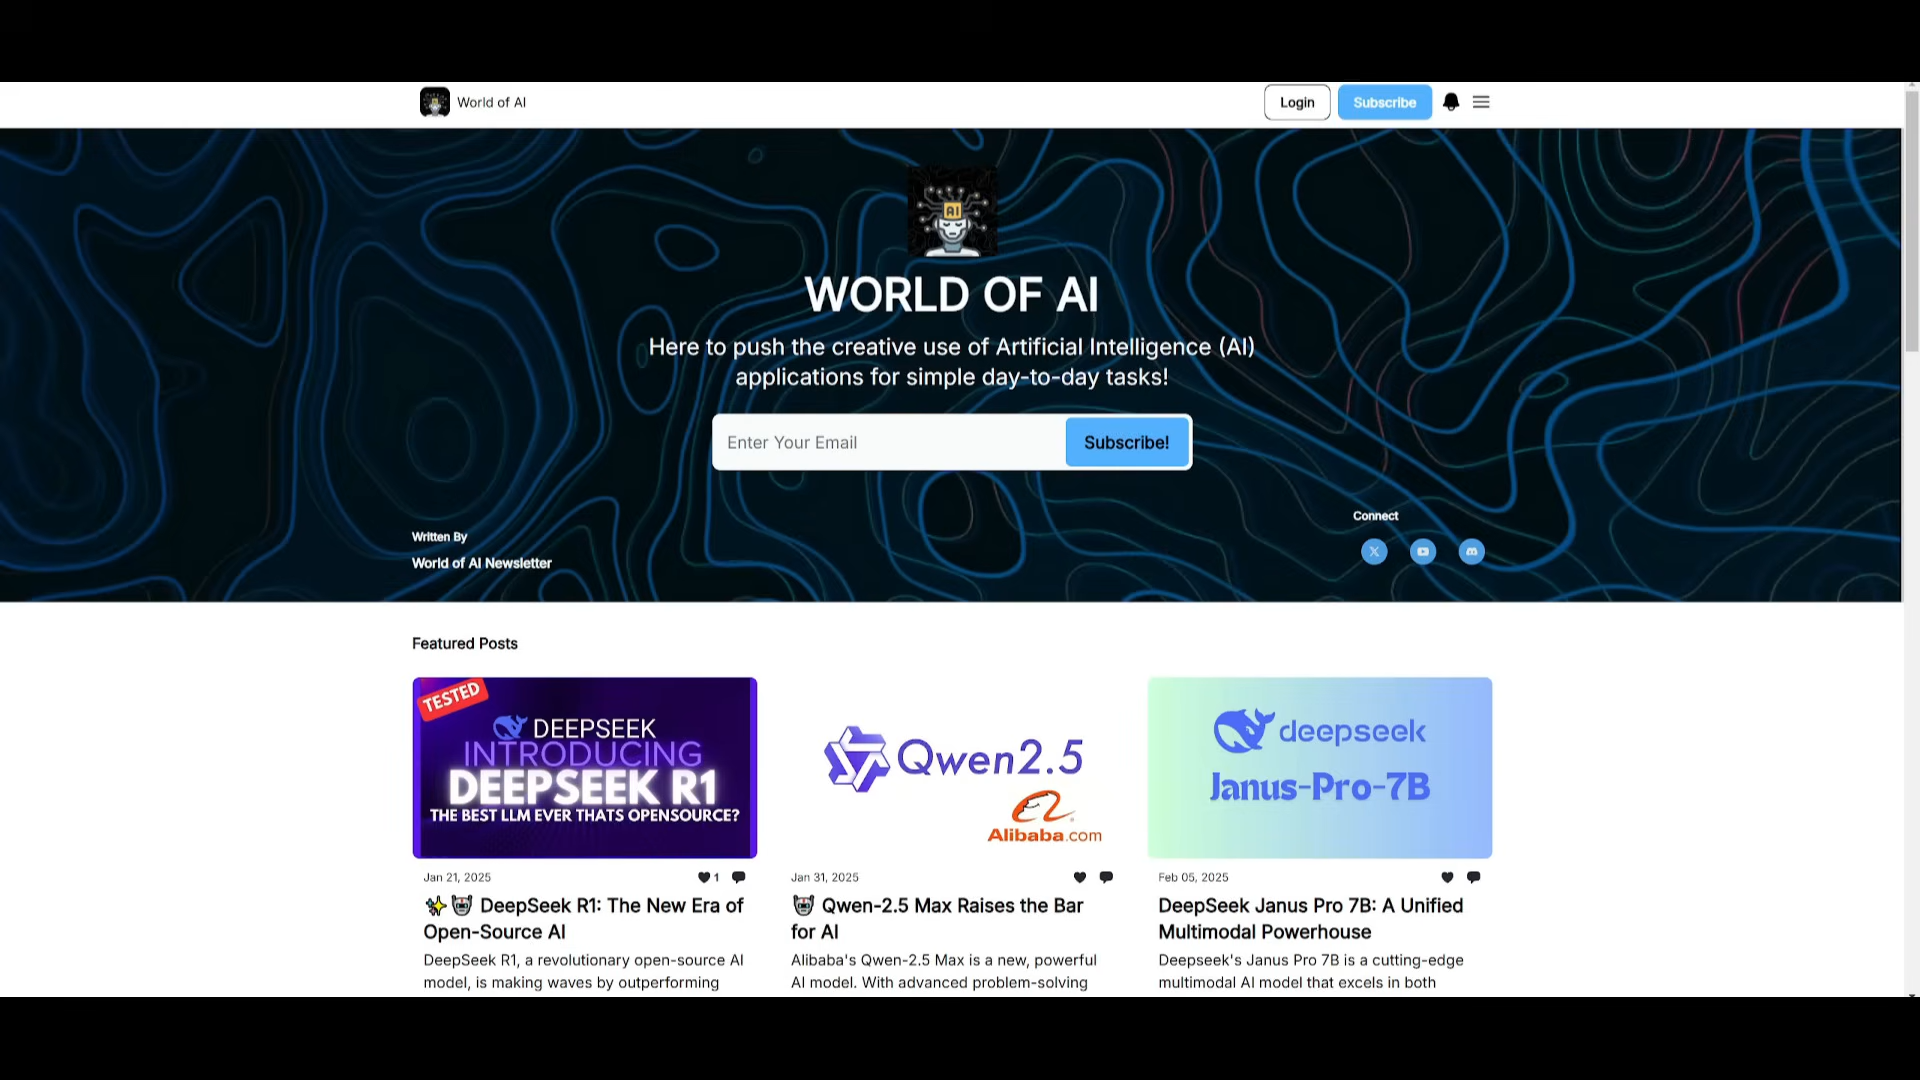 World of AI
Login
Subscribe
AI
WORLD OF AI
Here to push the creative use of Artificial Intelligence (AI)
applications for simple day-to-day tasks!
Enter Your Email
Subscribe!
Connect
Written By
World of AI Newsletter
Featured Posts
TESTED
DEEPSEEK
INTRODUCING
DEEPSEEK R1
THE BEST LLM EVER THATS OPENSOURCE?
Jan 21, 2025
1
DeepSeek R1: The New Era of
Open-Source AI
DeepSeek R1, a revolutionary open-source AI
model, is making waves by outperforming
Qwen2.5
Alibaba.com
Jan 31, 2025
Qwen-2.5 Max Raises the Bar
for AI
Alibaba's Qwen-2.5 Max is a new, powerful
AI model. With advanced problem-solving
deepseek
Janus-Pro-7B
Feb 05, 2025
DeepSeek Janus Pro 7B: A Unified
Multimodal Powerhouse
Deepseek's Janus Pro 7B is a cutting-edge
multimodal AI model that excels in both